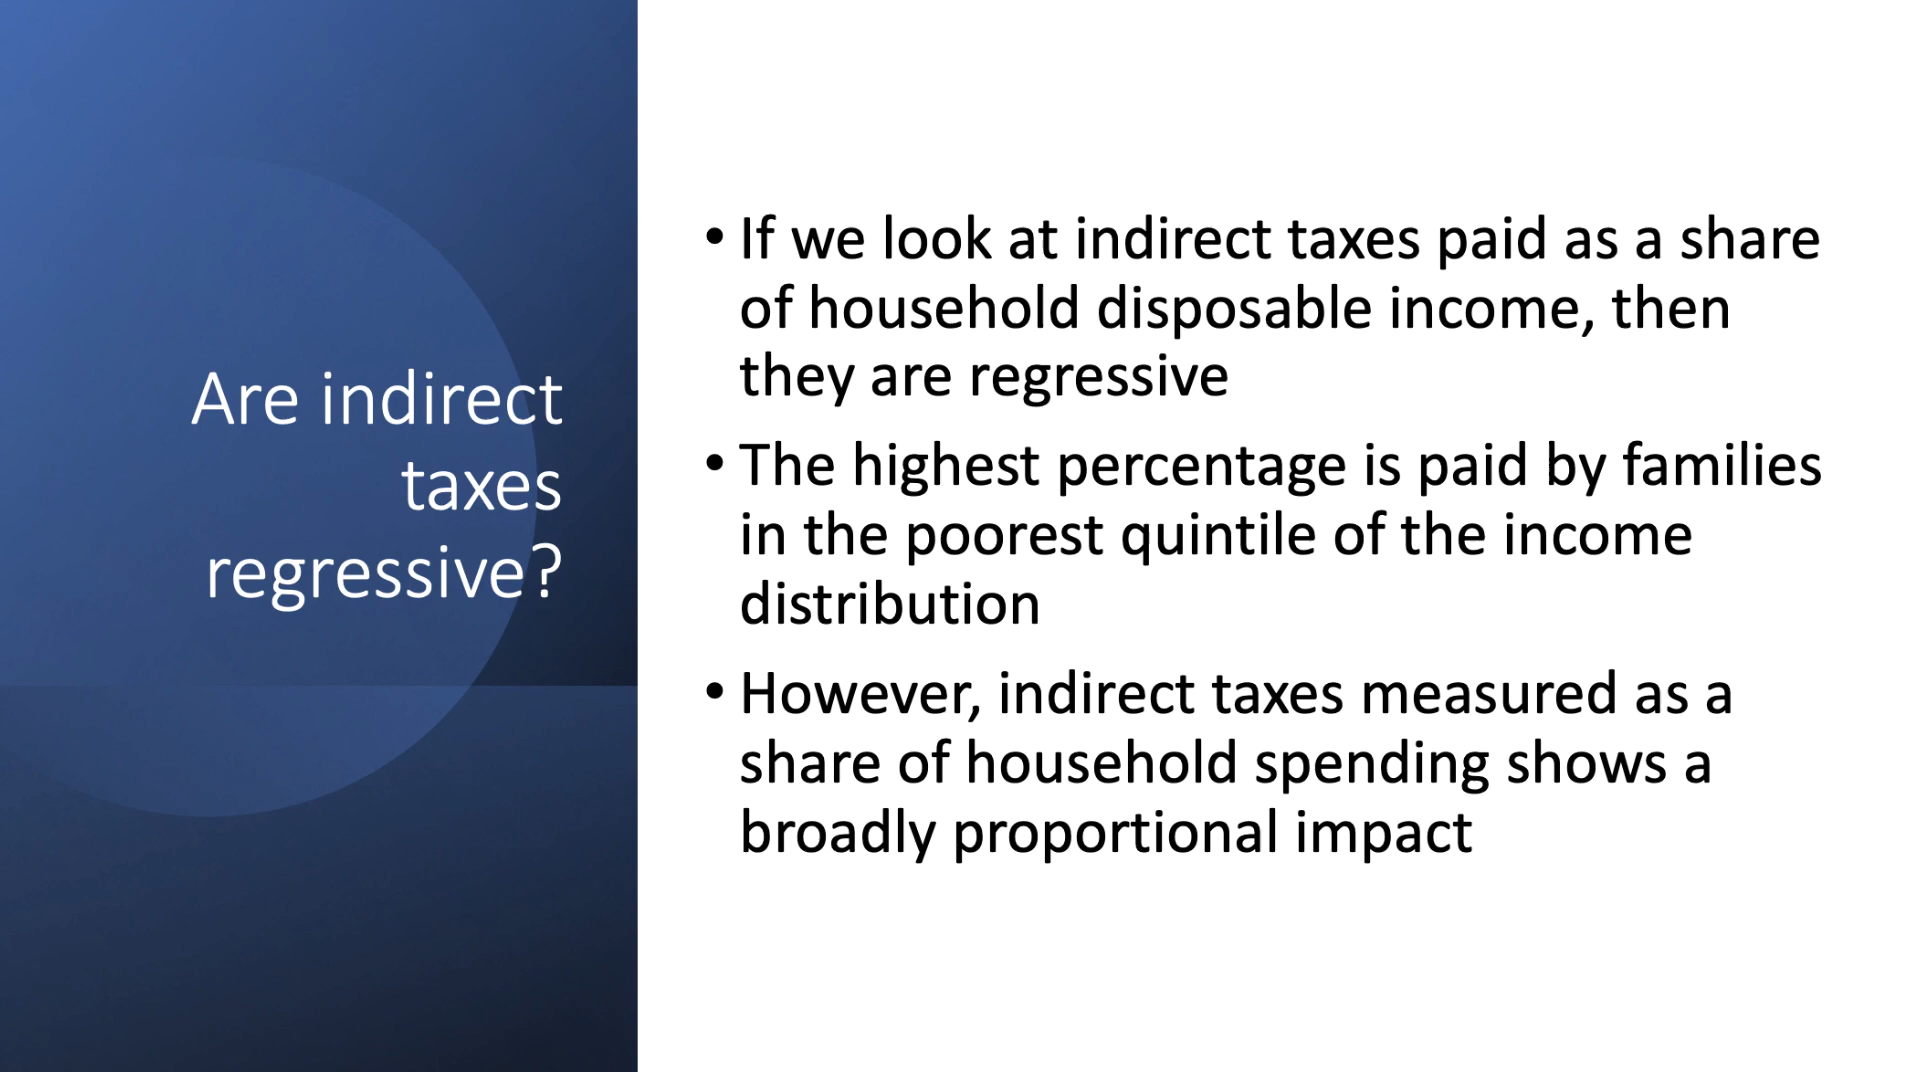 Are indirect
taxes
regressive?
• If we look at indirect taxes paid as a share
of household disposable income, then
they are regressive
• The highest percentage is paid by families
in the poorest quintile of the income
distribution
• However, indirect taxes measured as a
share of household spending shows a
broadly proportional impact